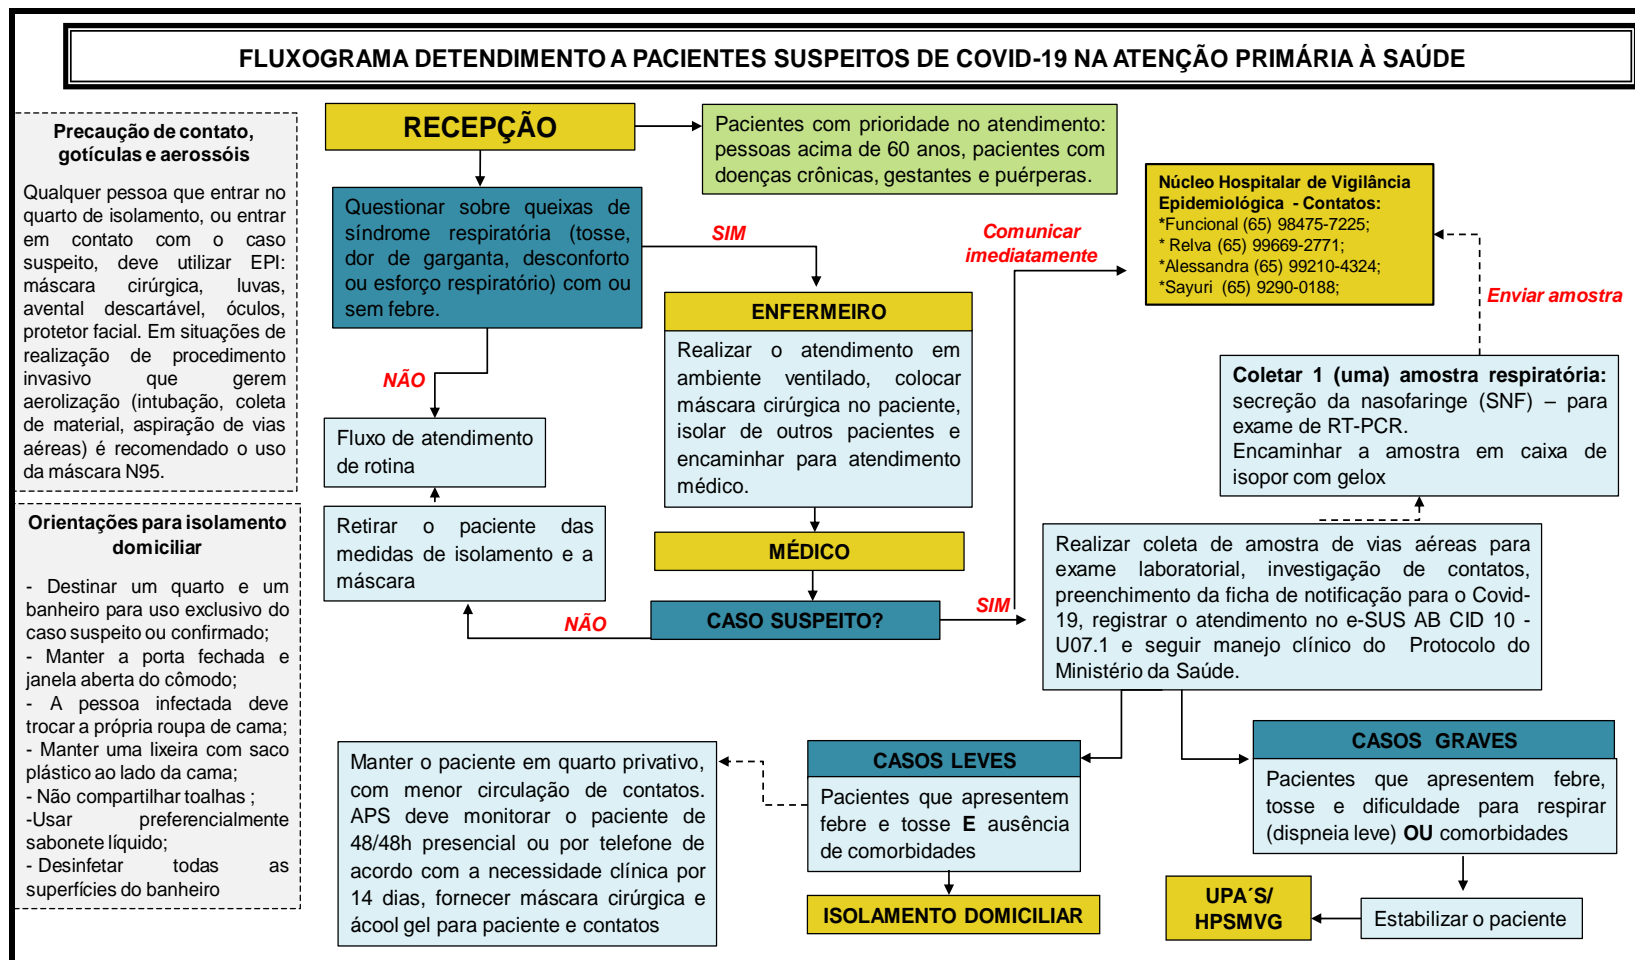 FLUXOGRAMA DETENDIMENTO A PACIENTES SUSPEITOS DE COVID-19 NA ATENÇÃO PRIMÁRIA À SAÚDE
Precaução de contato,
gotículas e aerossóis
Qualquer pessoa que entrar no
quarto de isolamento, ou entrar
em contato com o caso
suspeito, deve utilizar EPI:
máscara cirúrgica, luvas,
avental descartável, óculos,
protetor facial. Em situações de
realização de procedimento
invasivo que gerem
aerolização (intubação, coleta
de material, aspiração de vias
aéreas) é recomendado o uso
da máscara N95.
Orientações para isolamento
domiciliar
- Destinar um quarto e um
banheiro para uso exclusivo do
caso suspeito ou confirmado;
- Manter a porta fechada e
janela aberta do cômodo;
- A pessoa infectada deve
trocar a própria roupa de cama;
- Manter uma lixeira com saco
plástico ao lado da cama;
- Não compartilhar toalhas ;
-Usar preferencialmente
sabonete líquido;
- Desinfetar todas as
superfícies do banheiro
RECEPÇÃO
Pacientes com prioridade no atendimento:
pessoas acima de 60 anos, pacientes com
doenças crônicas, gestantes e puérperas.
Questionar sobre queixas de
síndrome respiratória (tosse,
dor de garganta, desconforto
ou esforço respiratório) com ou
sem febre.
SIM
NÃO
Fluxo de atendimento
de rotina
Retirar o paciente das
medidas de isolamento e a
máscara
ENFERMEIRO
Realizar o atendimento em
ambiente ventilado, colocar
máscara cirúrgica no paciente,
isolar de outros pacientes e
encaminhar para atendimento
médico.
MÉDICO
CASO SUSPEITO?
NÃO
SIM
Comunicar
imediatamente
Núcleo Hospitalar de Vigilância
Epidemiológica - Contatos:
*Funcional (65) 98475-7225;
* Relva (65) 99669-2771;
*Alessandra (65) 99210-4324;
*Sayuri (65) 9290-0188;
Enviar amostra
Coletar 1 (uma) amostra respiratória:
secreção da nasofaringe (SNF) – para
exame de RT-PCR.
Encaminhar a amostra em caixa de
isopor com gelox
Realizar coleta de amostra de vias aéreas para
exame laboratorial, investigação de contatos,
preenchimento da ficha de notificação para o Covid-
19, registrar o atendimento no e-SUS AB CID 10 -
U07.1 e seguir manejo clínico do Protocolo do
Ministério da Saúde.
CASOS LEVES
Pacientes que apresentem
febre e tosse E ausência
de comorbidades
ISOLAMENTO DOMICILIAR
Manter o paciente em quarto privativo,
com menor circulação de contatos.
APS deve monitorar o paciente de
48/48h presencial ou por telefone de
acordo com a necessidade clínica por
14 dias, fornecer máscara cirúrgica e
ácool gel para paciente e contatos
CASOS GRAVES
Pacientes que apresentem febre,
tosse e dificuldade para respirar
(dispneia leve) OU comorbidades
Estabilizar o paciente
UPA´S/
HPSMVG